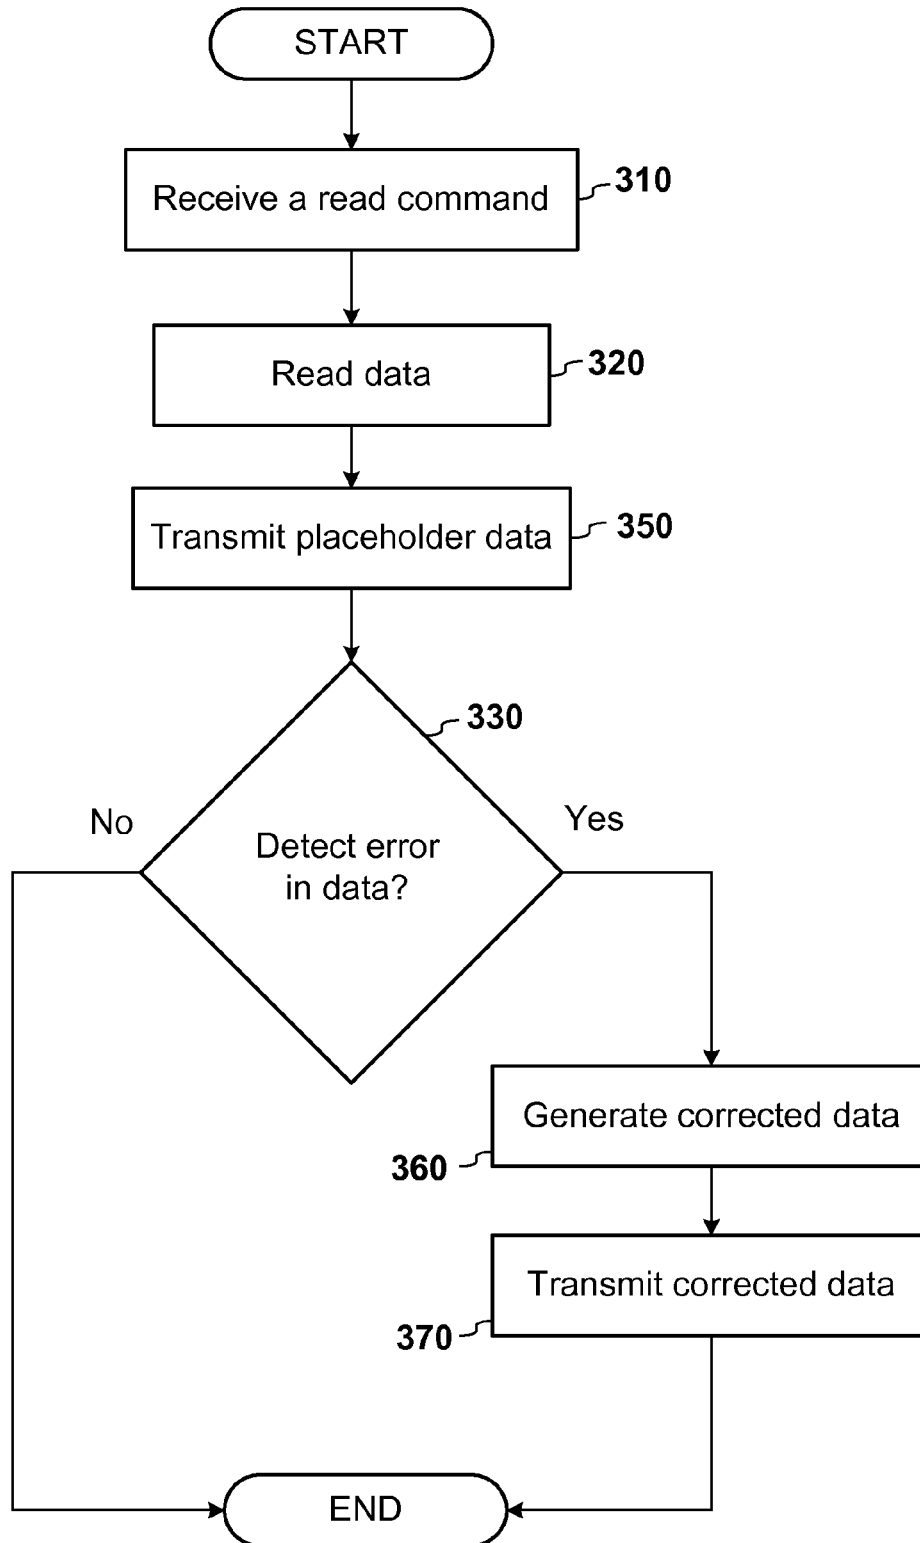 START
Receive a read command
310
Read data
320
Transmit placeholder data
350
330
No
Yes
Detect error
in data?
Generate corrected data
360
Transmit corrected data
370
END